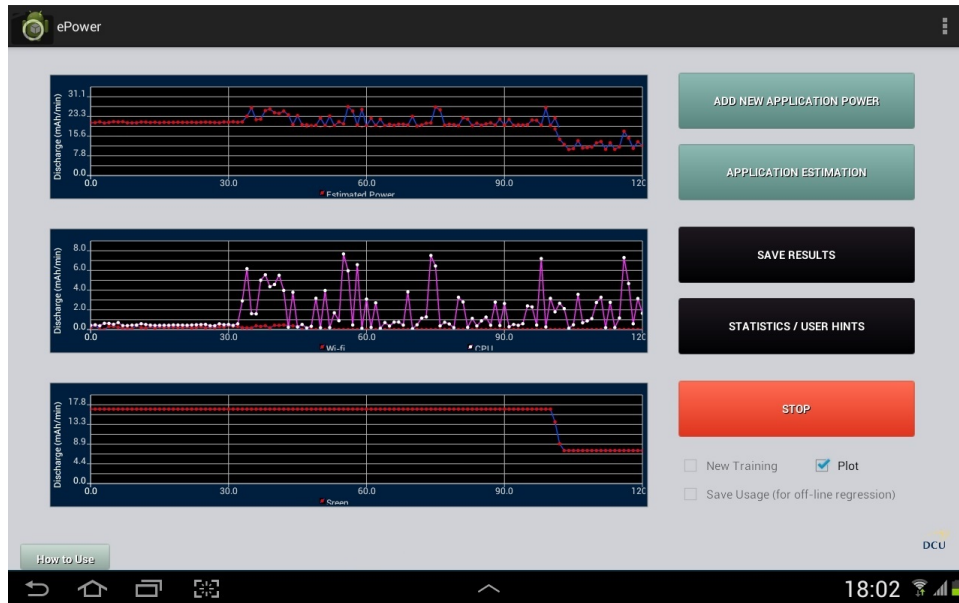 ePower
31.1
23.3
15.6
7.8
0.0
Discharge (mAh/min)
0.0 30.0 60.0 90.0 120
Estimated Power
8.0
6.0
4.0
2.0
0.0
Discharge (mAh/min)
0.0 30.0 60.0 90.0 120
Wi-fi CPU
17.8
13.3
8.9
4.4
0.0
Discharge (mAh/min)
0.0 30.0 60.0 90.0 120
Sreen
ADD NEW APPLICATION POWER
APPLICATION ESTIMATION
SAVE RESULTS
STATISTICS / USER HINTS
STOP
New Training Plot
Save Usage (for off-line regression)
DCU
How to Use
18:02